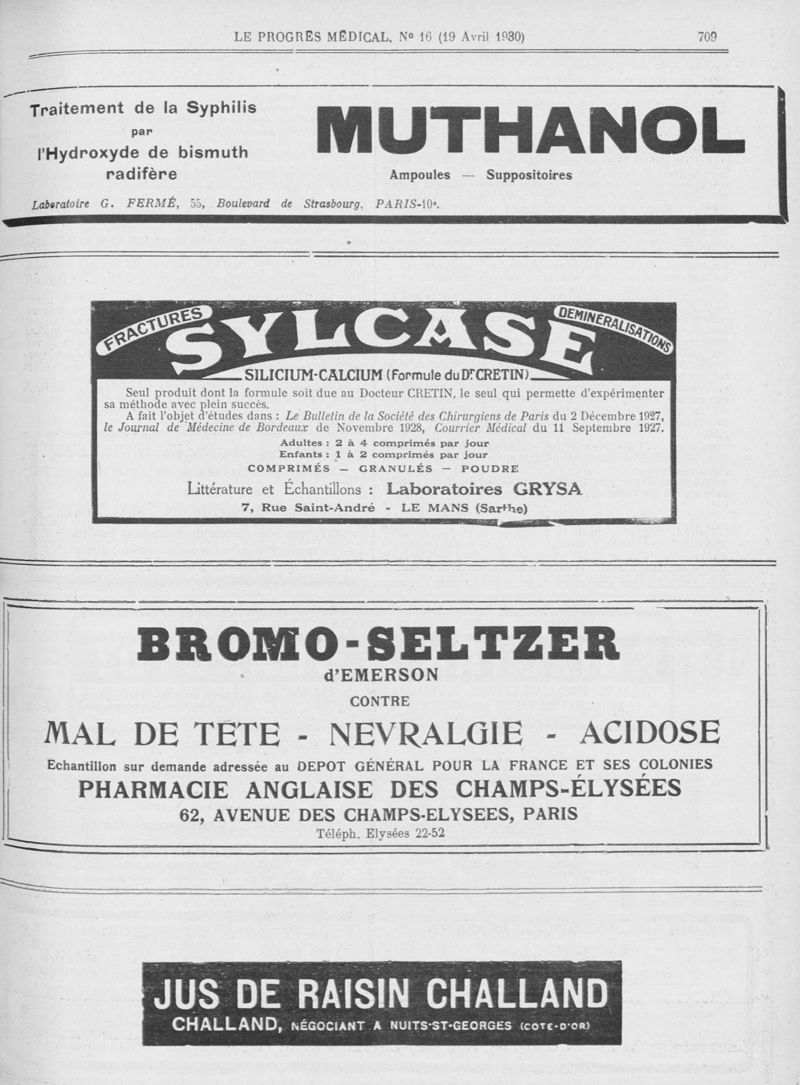 LE PROGRÈS MÉDICAL, Nº 16 (19 Avril 1930) 709
Traitement de la Syphilis
par
l'Hydroxyde de bismuth
radifère
MUTHANOL
Ampoules — Suppositoires
Laboratoire G. FERMÉ, 55, Boulevard de Strasbourg, PARIS-10e.
FRACTURES
SYLCASE
DEMINÉRALISATIONS
SILICIUM-CALCIUM (Formule du Dr. CRETIN)
Seul produit dont la formule soit due au Docteur CRETIN, le seul qui permette d'expérimenter
sa méthode avec plein succès.
A fait l'objet d'études dans : Le Bulletin de la Société des Chirurgiens de Paris du 2 Décembre 1927,
le Journal de Médecine de Bordeaux de Novembre 1928, Courrier Médical du 11 Septembre 1927.
Adultes : 2 à 4 comprimés par jour
Enfants : 1 à 2 comprimés par jour
COMPRIMÉS — GRANULÉS — POUDRE
Littérature et Échantillons : Laboratoires GRYSA
7, Rue Saint-André - LE MANS (Sarthe)
BROMO-SELTZER
d'EMERSON
CONTRE
MAL DE TETE - NEVRALGIE - ACIDOSE
Echantillon sur demande adressée au DEPOT GÉNÉRAL POUR LA FRANCE ET SES COLONIES
PHARMACIE ANGLAISE DES CHAMPS-ÉLYSÉES
62, AVENUE DES CHAMPS-ELYSEES, PARIS
Téléph. Elysées 22-52
JUS DE RAISIN CHALLAND
CHALLAND, NÉGOCIANT A NUITS-ST-GEORGES (COTE-D'OR)